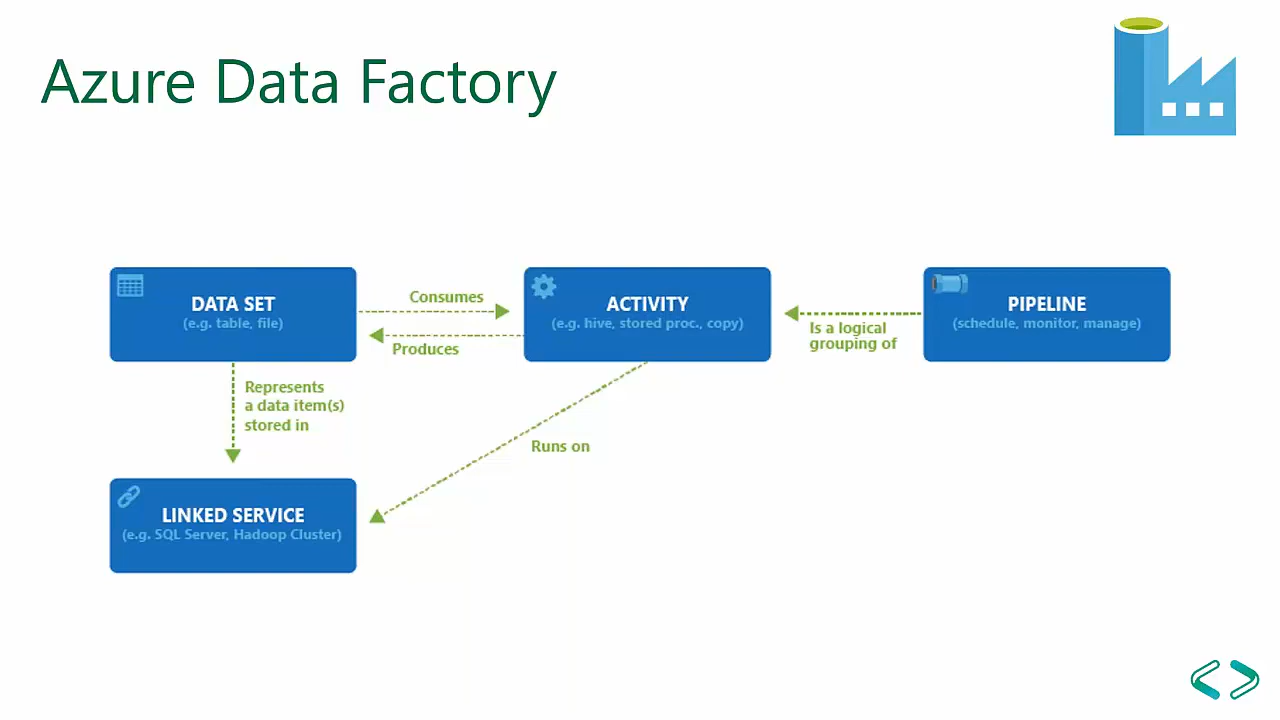 Azure Data Factory
DATA SET
(e.g. table, file)
Consumes
Produces
ACTIVITY
(e.g. hive, stored proc., copy)
Is a logical
grouping of
PIPELINE
(schedule, monitor, manage)
Represents
a data item(s)
stored in
Runs on
LINKED SERVICE
(e.g. SQL Server, Hadoop Cluster)